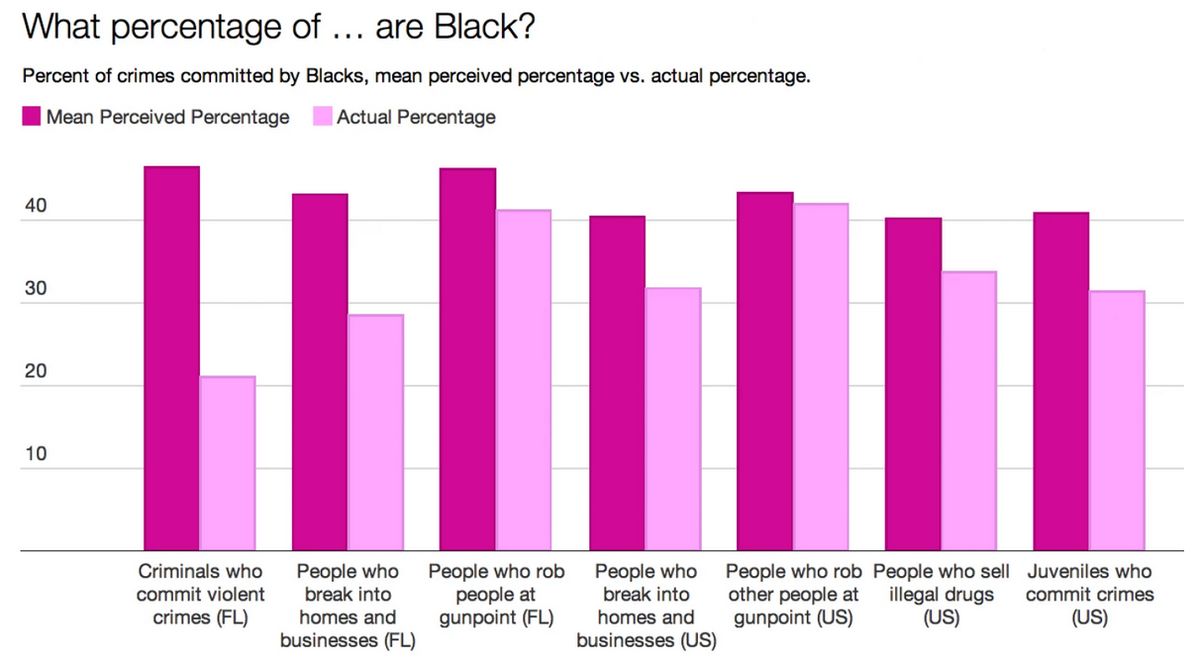 What percentage of ... are Black?
Percent of crimes committed by Blacks, mean perceived percentage vs. actual percentage.
Mean Perceived Percentage
Actual Percentage
40
30
20
10
Criminals who
commit violent
crimes (FL)
People who
break into
homes and
businesses (FL)
People who rob
people at
gunpoint (FL)
People who
break into
homes and
businesses (US)
People who rob
other people at
gunpoint (US)
People who sell
illegal drugs
(US)
Juveniles who
commit crimes
(US)